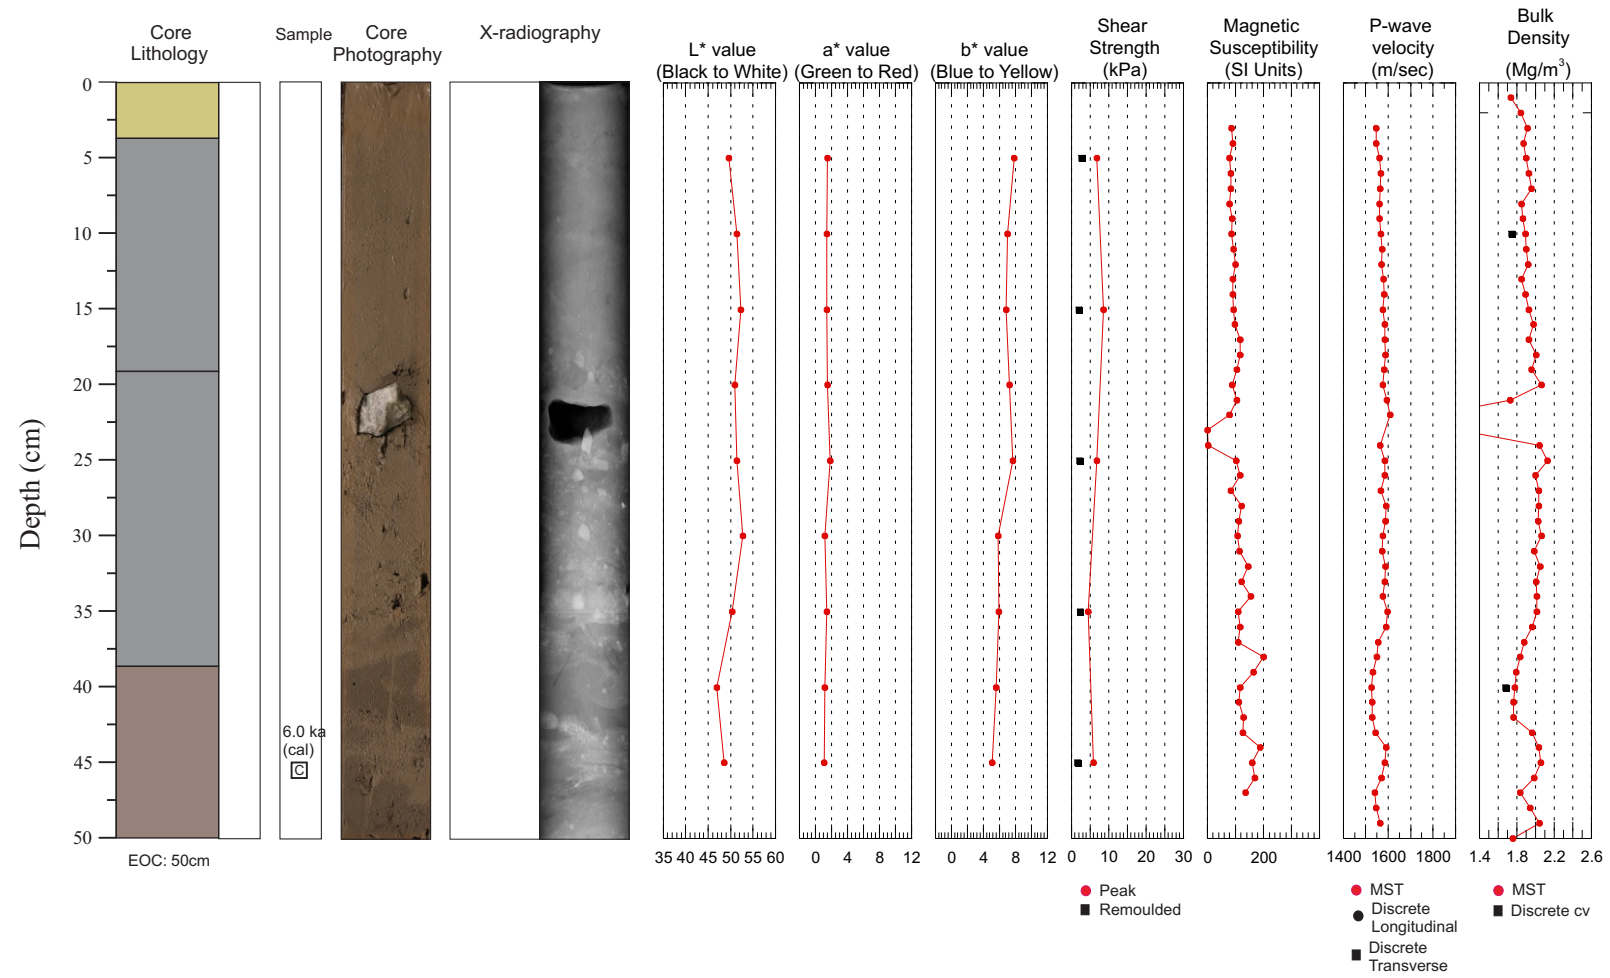 Core
Lithology
Sample
Core
Photography
X-radiography
L* value
(Black to White)
a* value
(Green to Red)
b* value
(Blue to Yellow)
Shear
Strength
(kPa)
Magnetic
Susceptibility
(SI Units)
P-wave
velocity
(m/sec)
Bulk
Density
(Mg/m³)
Depth (cm)
0
5
10
15
20
25
30
35
40
45
50
6.0 ka
(cal)
C
EOC: 50cm
35 40 45 50 55 60
0 4 8 12
0 4 8 12
0 10 20 30
0 200
1400 1600 1800
1.4 1.8 2.2 2.6
Peak
Remoulded
MST
Discrete
Longitudinal
Discrete
Transverse
MST
Discrete cv